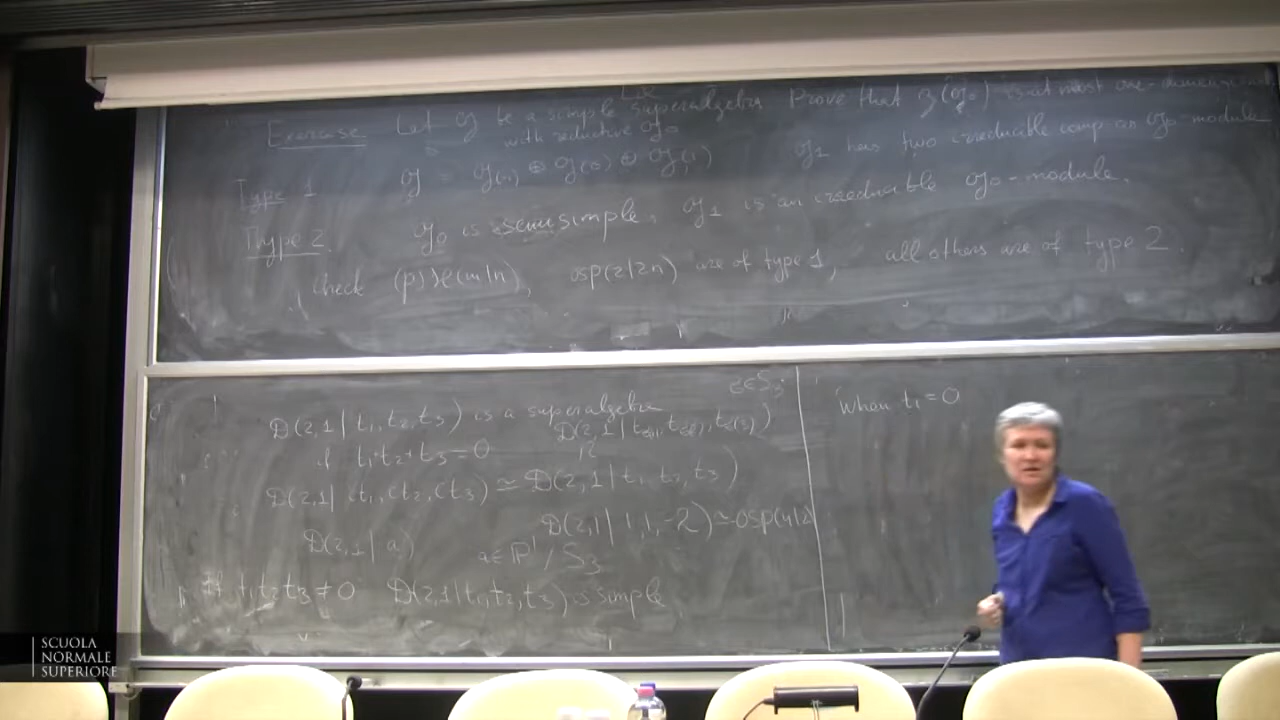 Exercise Let 𝔤 be a simple Lie superalgebra with reductive 𝔤₀ Prove that 𝔷(𝔤₀) is at most one-dimensional
Type 1 𝔤 = 𝔤(-1) ⊕ 𝔤(0) ⊕ 𝔤(1) 𝔤₁ has two irreducible comp as 𝔤₀-module
Type 2. 𝔤₀ is semisimple, 𝔤₁ is an irreducible 𝔤₀-module.
check (p)sl(m|n), osp(2|2n) are of type 1, all others are of type 2.
D(2,1|t₁,t₂,t₃) is a superalgebra
if t₁+t₂+t₃=0
D(2,1|ct₁,ct₂,ct₃) ≃ D(2,1|t₁,t₂,t₃)
≃ D(2,1|t_{σ(1)},t_{σ(2)},t_{σ(3)}) σ∈S₃
D(2,1|1,1,-2) ≃ osp(4|2)
D(2,1|a) a∈P¹/S₃
If t₁t₂t₃≠0 D(2,1|t₁,t₂,t₃) is simple
When t₁=0
SCUOLA
NORMALE
SUPERIORE